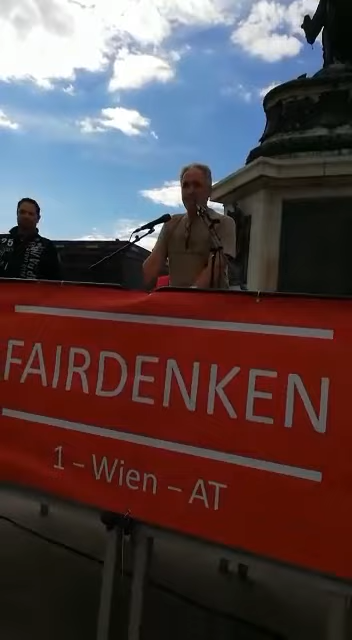 FAIRDENKEN
1 – Wien – AT